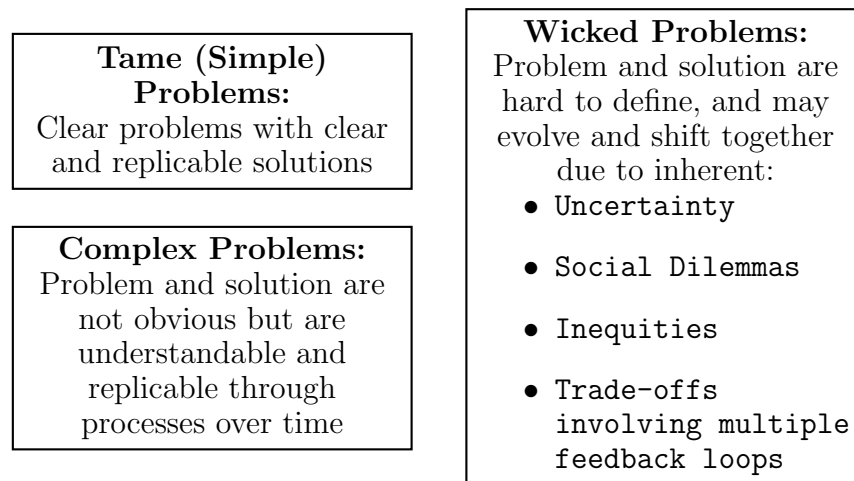 Tame (Simple)
Problems:
Clear problems with clear
and replicable solutions
Complex Problems:
Problem and solution are
not obvious but are
understandable and
replicable through
processes over time
Wicked Problems:
Problem and solution are
hard to define, and may
evolve and shift together
due to inherent:
• Uncertainty
• Social Dilemmas
• Inequities
• Trade-offs
involving multiple
feedback loops